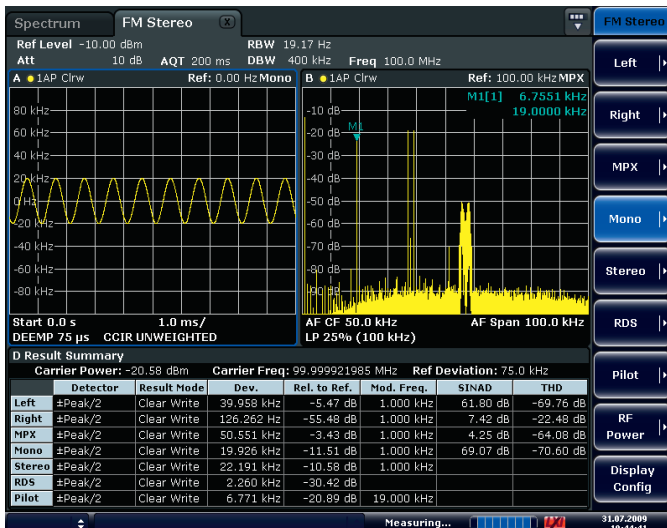 Spectrum FM Stereo X FM Stereo
Ref Level -10.00 dBm RBW 19.17 Hz
Att 10 dB AQT 200 ms DBW 400 kHz Freq 100.0 MHz
A 1AP Clrw Ref: 0.00 Hz Mono
80 kHz
60 kHz
40 kHz
20 kHz
0 Hz
-20 kHz
-40 kHz
-60 kHz
-80 kHz
Start 0.0 s 1.0 ms/
DEEMP 75 µs CCIR UNWEIGHTED
B 1AP Clrw Ref: 100.00 kHz MPX
M1[1] 6.7551 kHz
19.0000 kHz
M1
-10 dB
-20 dB
-30 dB
-40 dB
-50 dB
-60 dB
-70 dB
-80 dB
-90 dB
AF CF 50.0 kHz AF Span 100.0 kHz
LP 25% (100 kHz)
D Result Summary
Carrier Power: -20.58 dBm Carrier Freq: 99.999921985 MHz Ref Deviation: 75.0 kHz
Detector Result Mode Dev. Rel. to Ref. Mod. Freq. SINAD THD
Left ±Peak/2 Clear Write 39.958 kHz -5.47 dB 1.000 kHz 61.80 dB -69.76 dB
Right ±Peak/2 Clear Write 126.262 Hz -55.48 dB 1.000 kHz 7.42 dB -22.48 dB
MPX ±Peak/2 Clear Write 50.551 kHz -3.43 dB 1.000 kHz 4.25 dB -64.08 dB
Mono ±Peak/2 Clear Write 19.926 kHz -11.51 dB 1.000 kHz 69.07 dB -70.60 dB
Stereo ±Peak/2 Clear Write 22.191 kHz -10.58 dB 1.000 kHz
RDS ±Peak/2 Clear Write 2.260 kHz -30.42 dB
Pilot ±Peak/2 Clear Write 6.771 kHz -20.89 dB 19.000 kHz
Left
Right
MPX
Mono
Stereo
RDS
Pilot
RF
Power
Display
Config
Measuring... LXI 31.07.2009